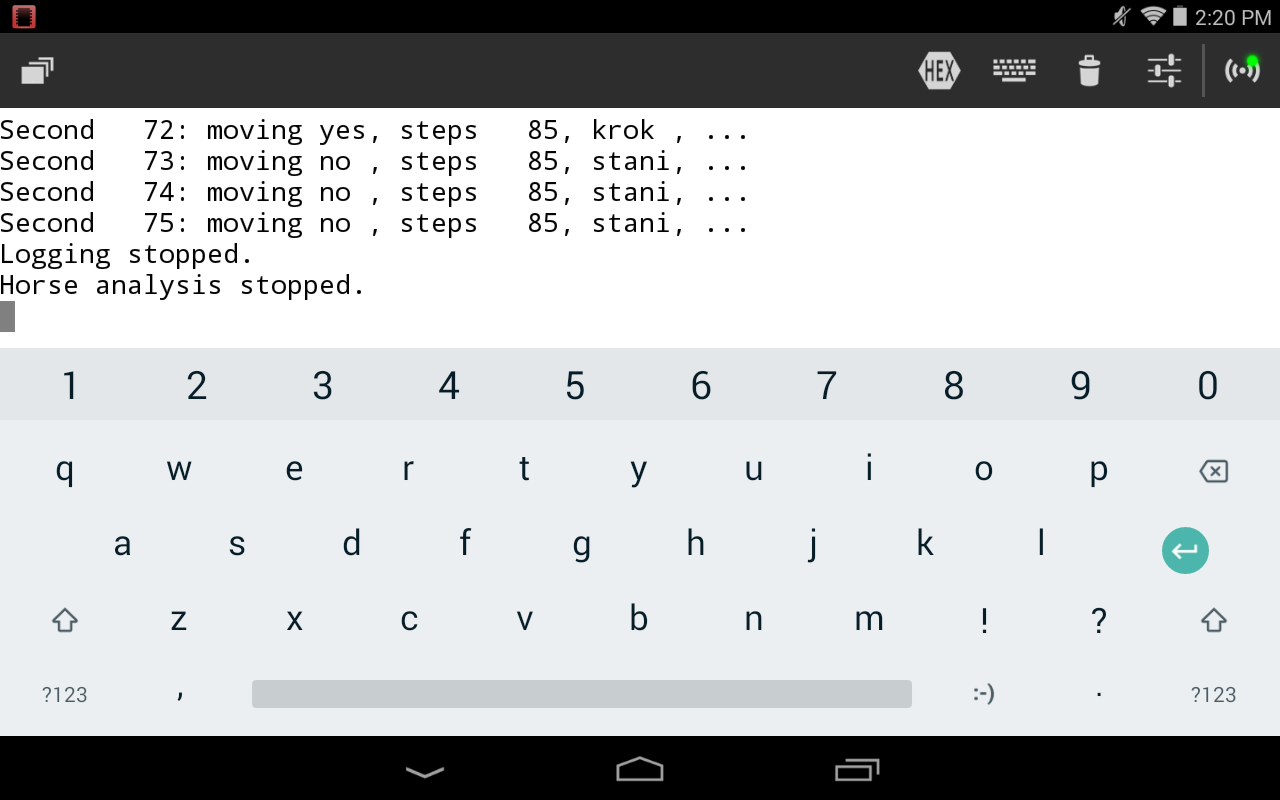 2:20 PM
HEX
Second   72: moving yes, steps   85, krok , ...
Second   73: moving no , steps   85, stani, ...
Second   74: moving no , steps   85, stani, ...
Second   75: moving no , steps   85, stani, ...
Logging stopped.
Horse analysis stopped.
1 2 3 4 5 6 7 8 9 0
q w e r t y u i o p
a s d f g h j k l
z x c v b n m ! ?
?123 , :-) . ?123